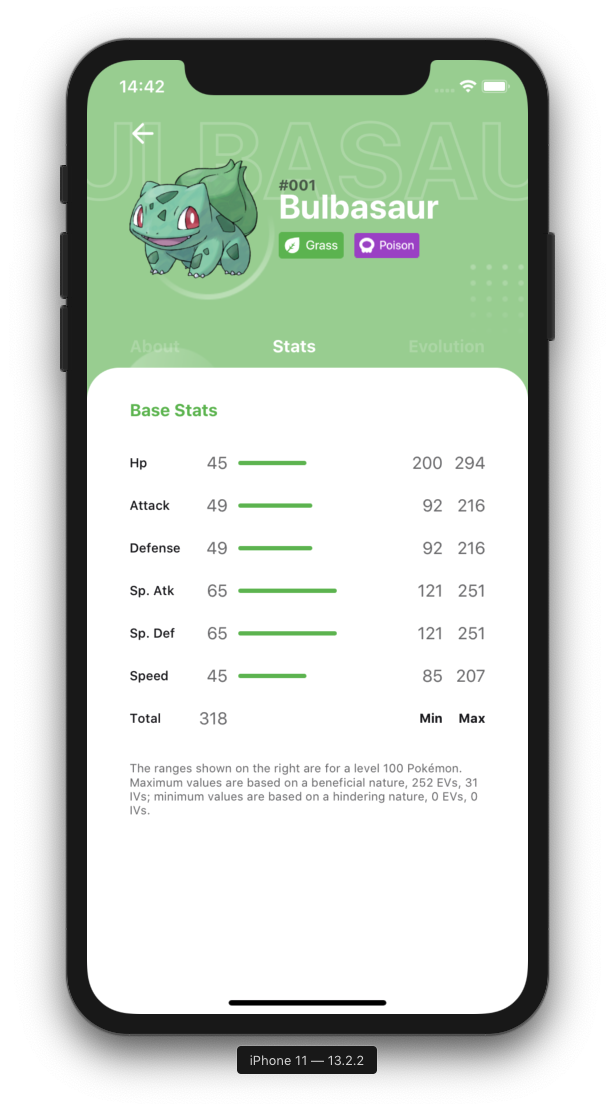 14:42
ULBASAU
#001
Bulbasaur
Grass Poison
About Stats Evolution
Base Stats
Hp 45 200 294
Attack 49 92 216
Defense 49 92 216
Sp. Atk 65 121 251
Sp. Def 65 121 251
Speed 45 85 207
Total 318 Min Max
The ranges shown on the right are for a level 100 Pokémon.
Maximum values are based on a beneficial nature, 252 EVs, 31
IVs; minimum values are based on a hindering nature, 0 EVs, 0
IVs.
iPhone 11 — 13.2.2